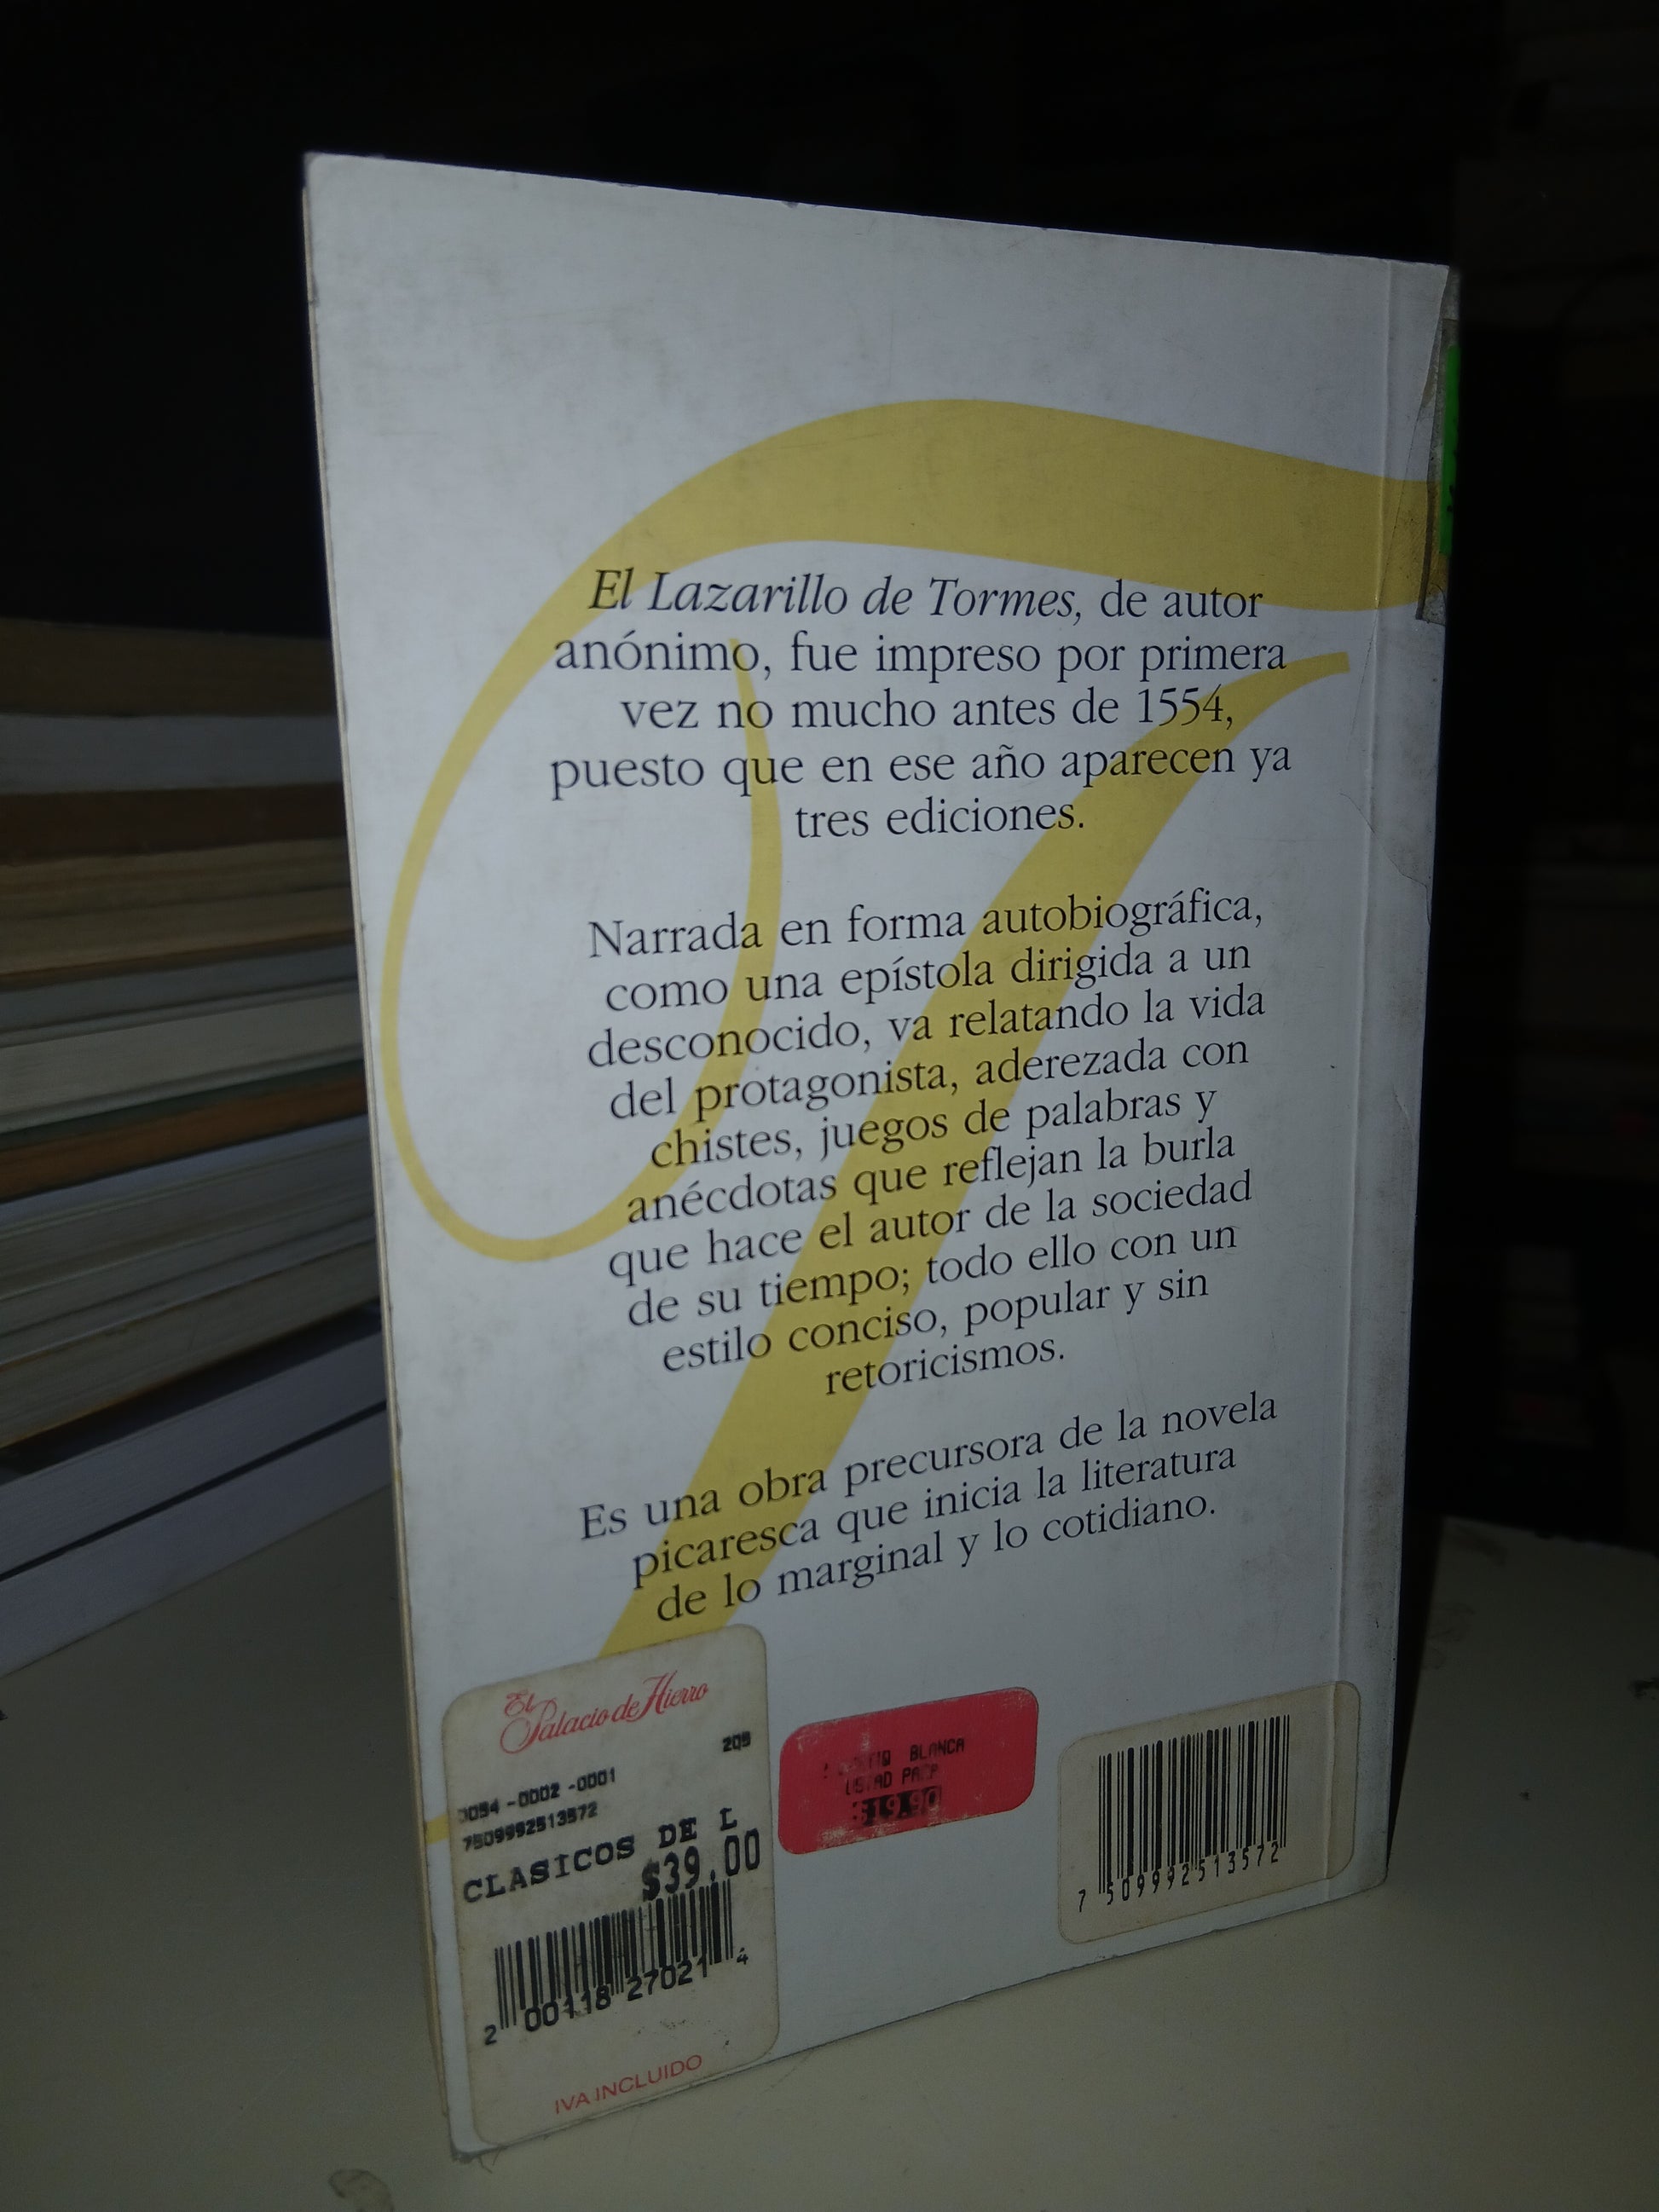 El Lazarillo de Tormes, de autor
anónimo, fue impreso por primera
vez no mucho antes de 1554,
puesto que en ese año aparecen ya
tres ediciones.
Narrada en forma autobiográfica,
como una epístola dirigida a un
desconocido, va relatando la vida
del protagonista, aderezada con
chistes, juegos de palabras y
anécdotas que reflejan la burla
que hace el autor de la sociedad
de su tiempo; todo ello con un
estilo conciso, popular y sin
retoricismos.
Es una obra precursora de la novela
picaresca que inicia la literatura
de lo marginal y lo cotidiano.
El
Palacio de Hierro
209
0094-0002-0001
7509992513572
CLASICOS DE L
$39.00
2 00118 27021 4
IVA INCLUIDO
BLANCA
USTAD
$19.90
7 509992513572